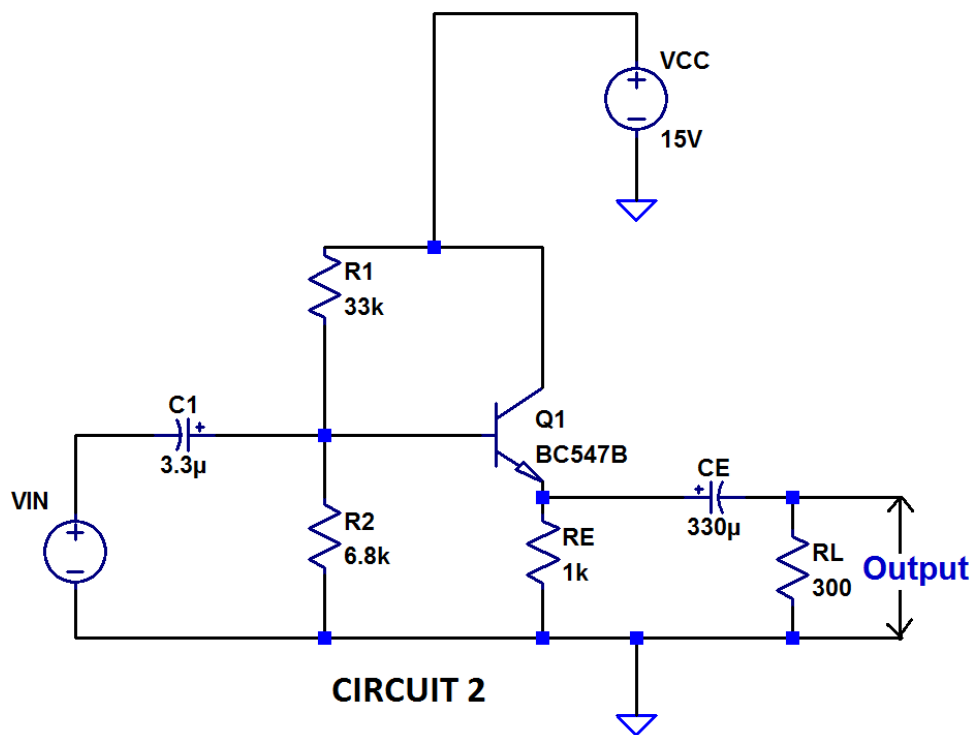 VCC
+
−
15V
R1
33k
C1
+
3.3µ
Q1
BC547B
VIN
+
−
R2
6.8k
RE
1k
CE
+
330µ
RL
300
Output
CIRCUIT 2